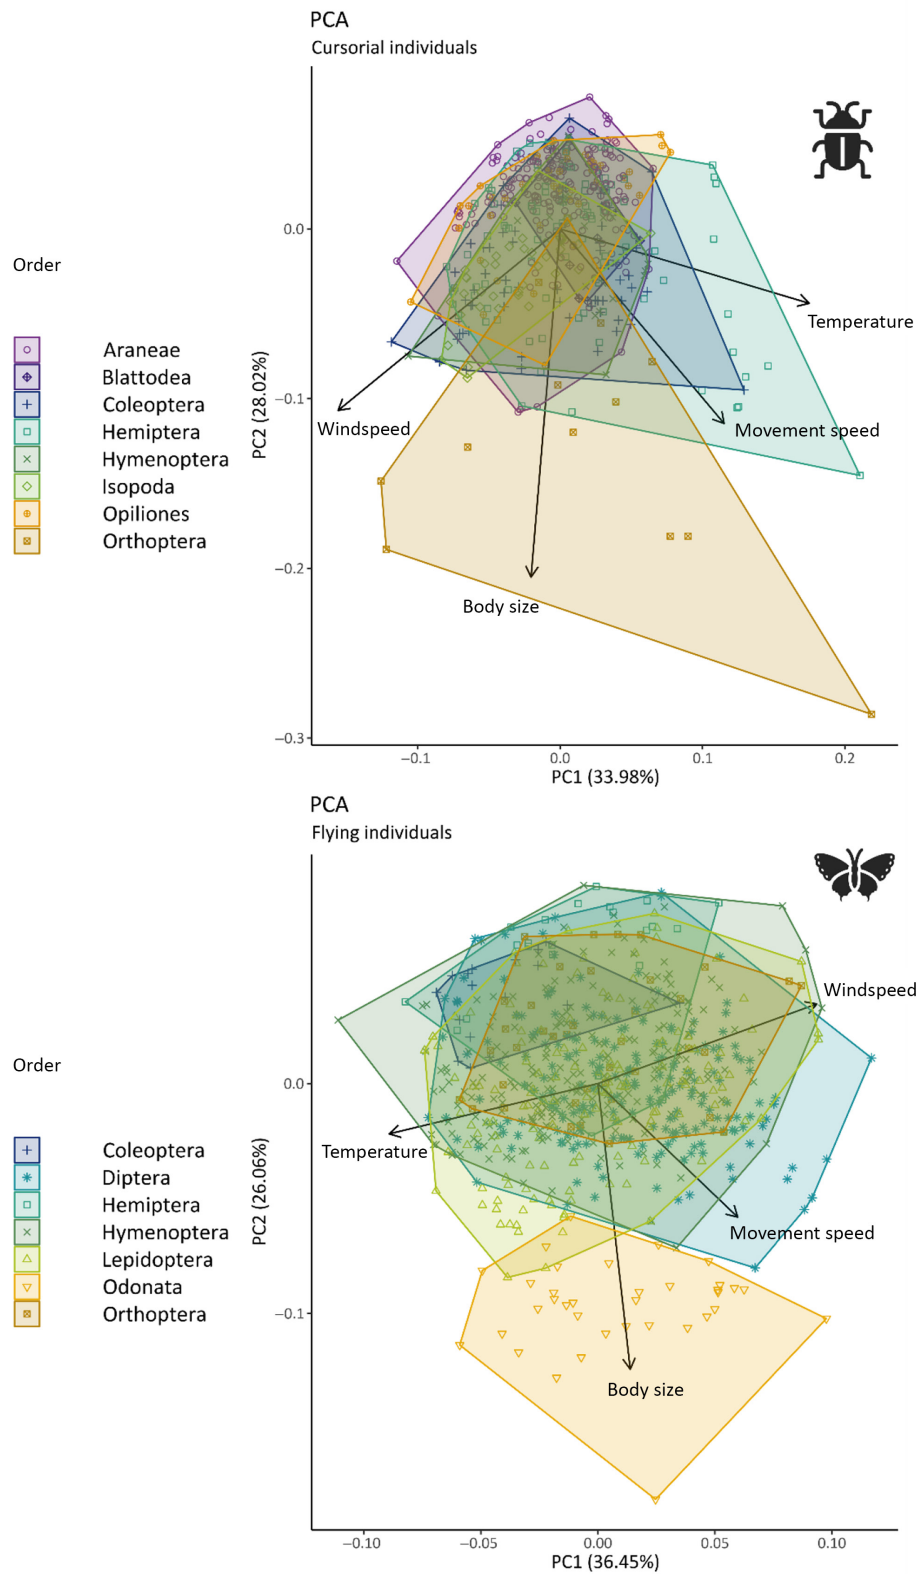 PCA
Cursorial individuals
Order
Araneae
Blattodea
Coleoptera
Hemiptera
Hymenoptera
Isopoda
Opiliones
Orthoptera
PC2 (28.02%)
0.0
−0.1
−0.2
−0.3
Temperature
Windspeed
Movement speed
Body size
−0.1 0.0 0.1 0.2
PC1 (33.98%)
PCA
Flying individuals
Order
Coleoptera
Diptera
Hemiptera
Hymenoptera
Lepidoptera
Odonata
Orthoptera
PC2 (26.06%)
0.0
−0.1
Windspeed
Temperature
Movement speed
Body size
−0.10 −0.05 0.00 0.05 0.10
PC1 (36.45%)